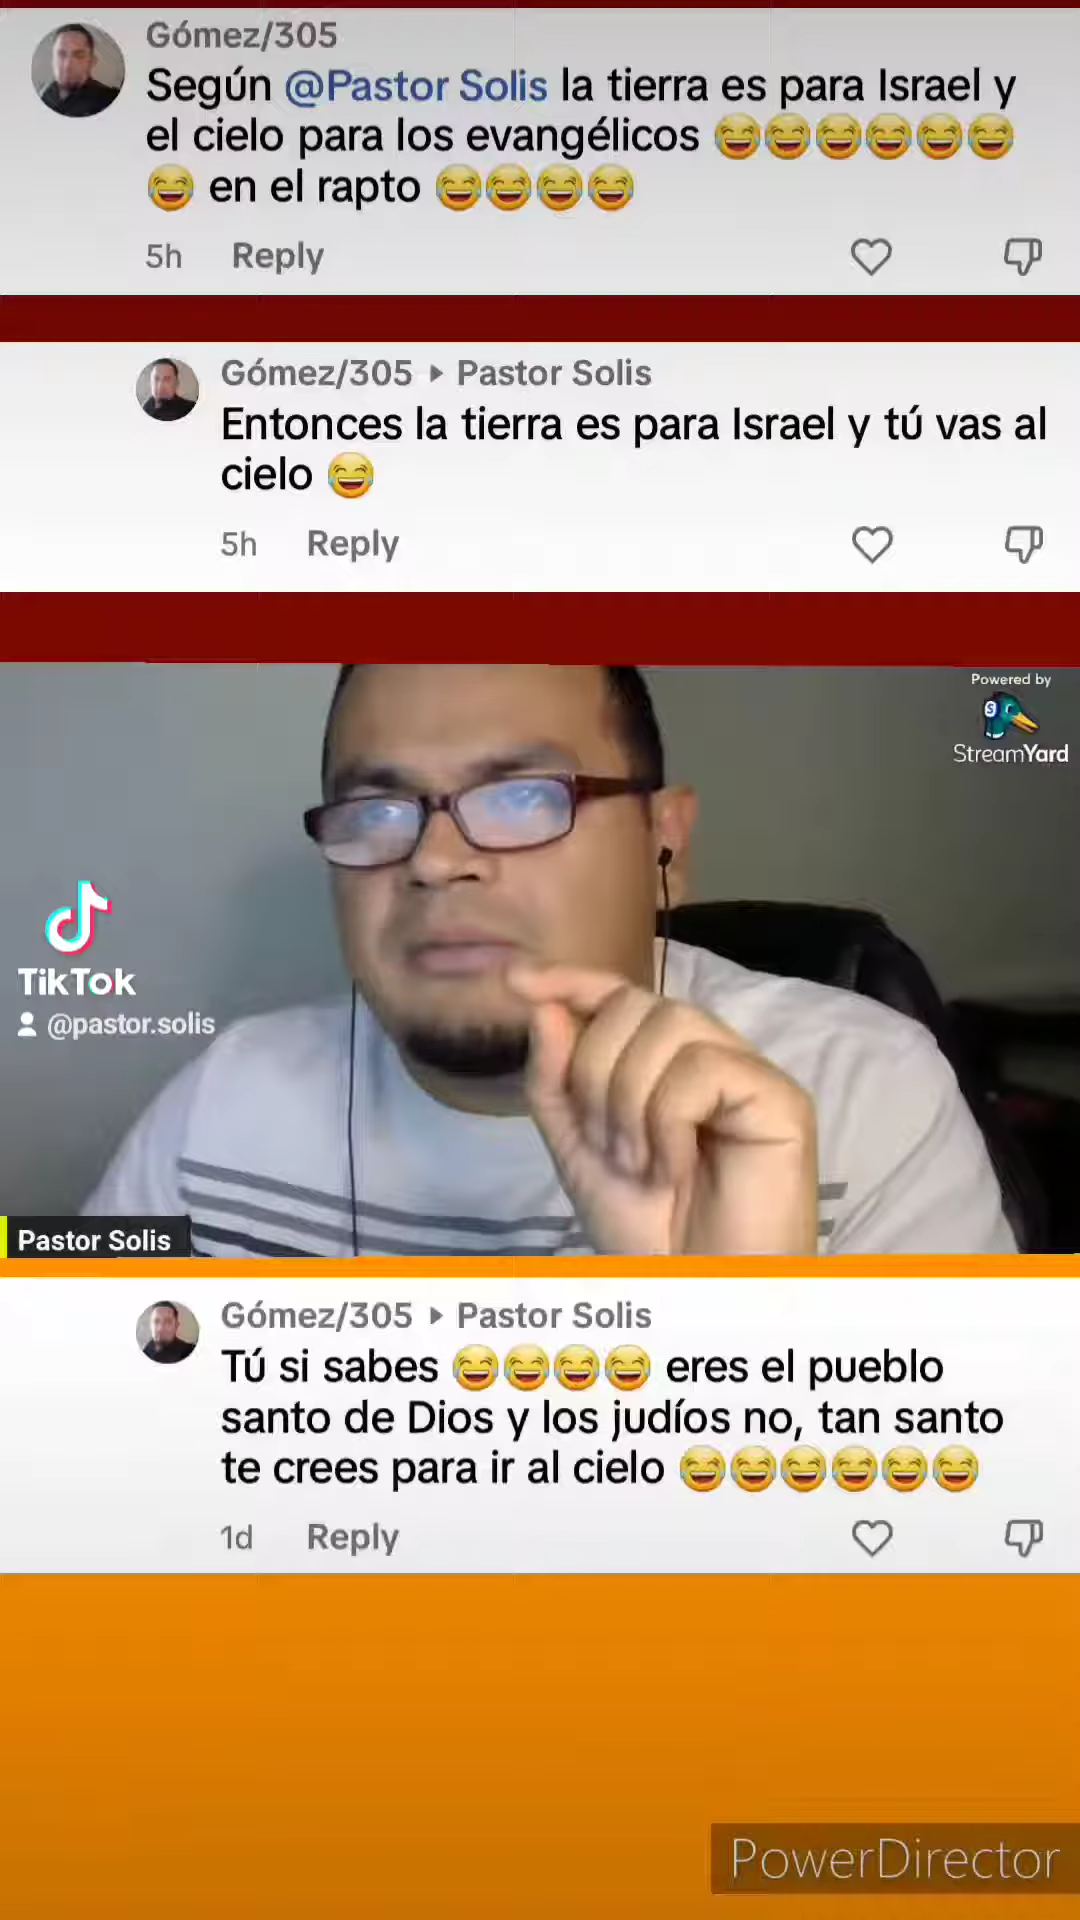 Gómez/305
Según @Pastor Solis la tierra es para Israel y
el cielo para los evangélicos 😂😂😂😂😂😂
😂 en el rapto 😂😂😂😂
5h Reply
Gómez/305 ▸ Pastor Solis
Entonces la tierra es para Israel y tú vas al
cielo 😂
5h Reply
Powered by
StreamYard
TikTok
@pastor.solis
Pastor Solis
Gómez/305 ▸ Pastor Solis
Tú si sabes 😂😂😂😂 eres el pueblo
santo de Dios y los judíos no, tan santo
te crees para ir al cielo 😂😂😂😂😂😂
1d Reply
PowerDirector